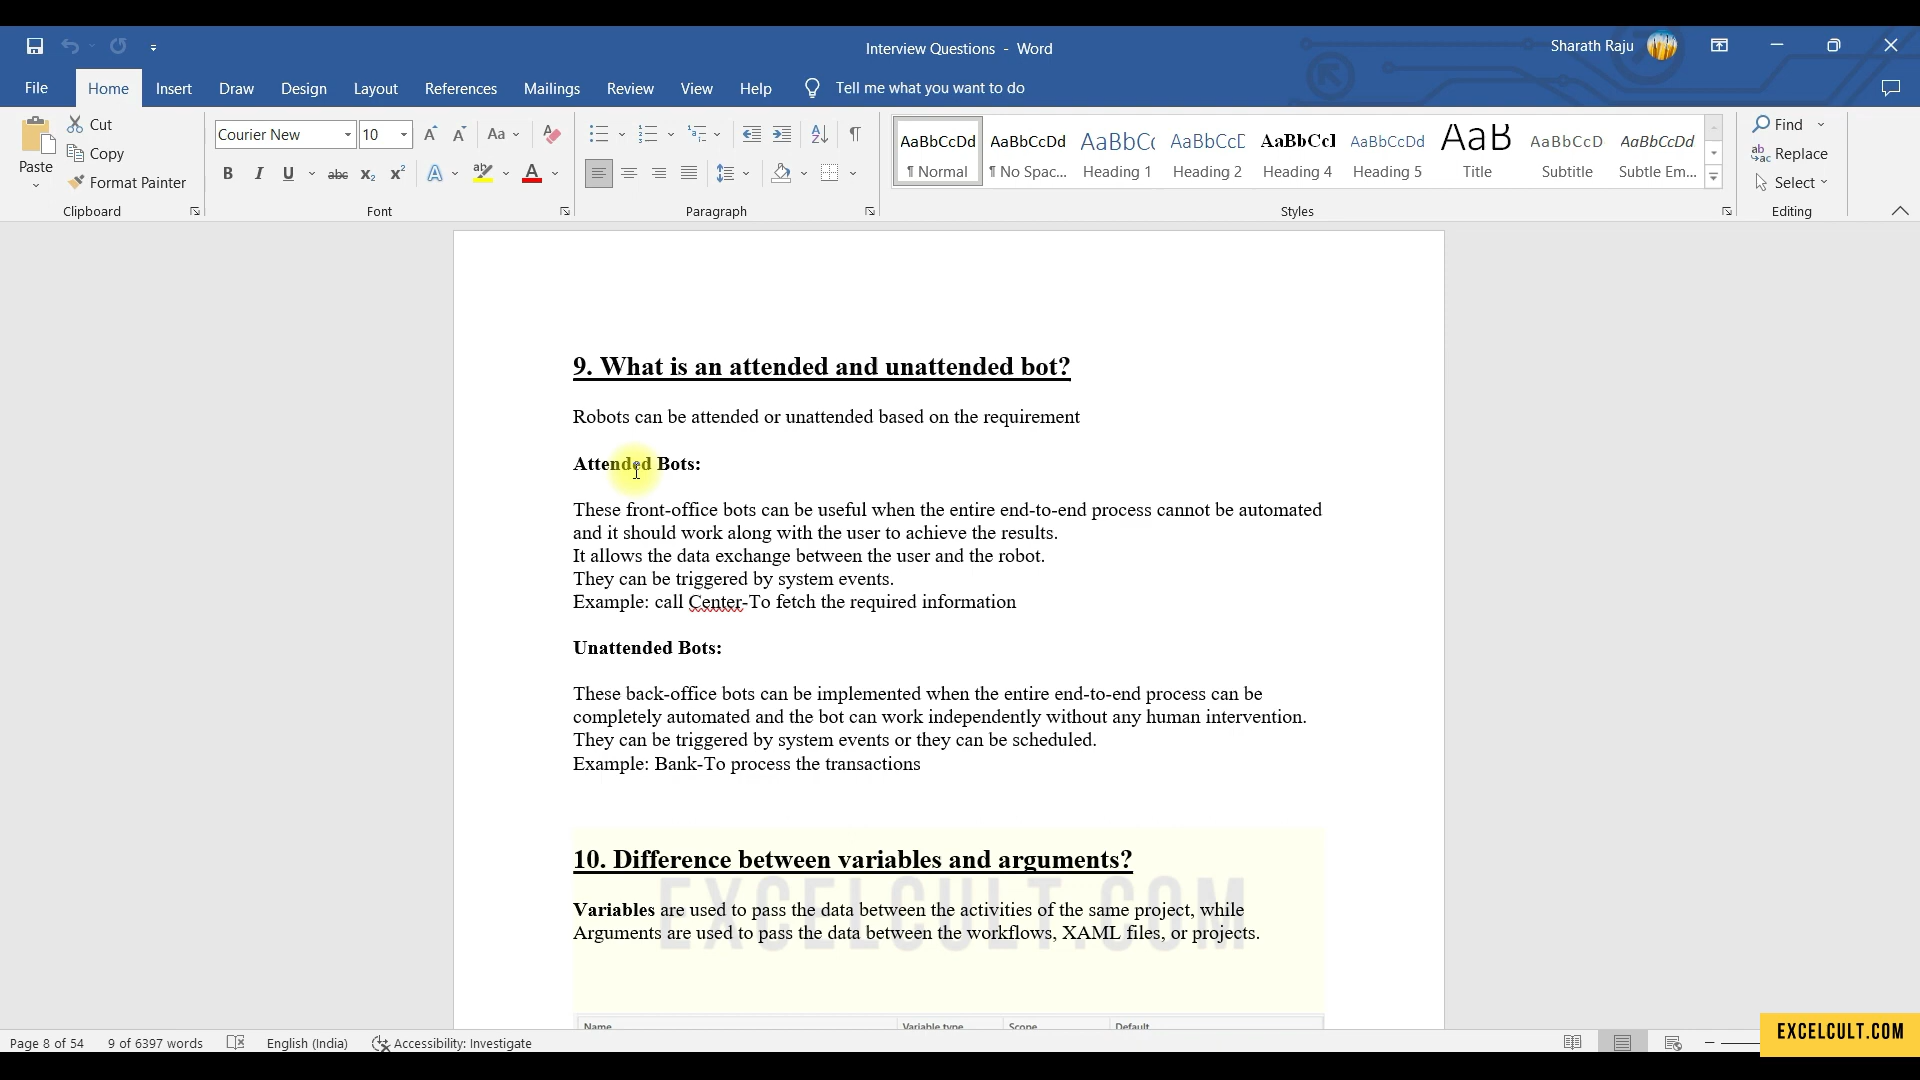 Interview Questions - Word
Sharath Raju
File Home Insert Draw Design Layout References Mailings Review View Help Tell me what you want to do
Paste
Cut
Copy
Format Painter
Clipboard
Courier New 10
Font
Paragraph
AaBbCcDd AaBbCcDd AaBbCc AaBbCcD AaBbCcI AaBbCcDd AaB AaBbCcD AaBbCcDd
¶ Normal ¶ No Spac... Heading 1 Heading 2 Heading 4 Heading 5 Title Subtitle Subtle Em...
Styles
Find
Replace
Select
Editing
9. What is an attended and unattended bot?
Robots can be attended or unattended based on the requirement
Attended Bots:
These front-office bots can be useful when the entire end-to-end process cannot be automated
and it should work along with the user to achieve the results.
It allows the data exchange between the user and the robot.
They can be triggered by system events.
Example: call Center-To fetch the required information
Unattended Bots:
These back-office bots can be implemented when the entire end-to-end process can be
completely automated and the bot can work independently without any human intervention.
They can be triggered by system events or they can be scheduled.
Example: Bank-To process the transactions
10. Difference between variables and arguments?
Variables are used to pass the data between the activities of the same project, while
Arguments are used to pass the data between the workflows, XAML files, or projects.
EXCELCULT.COM
Name Variable type Scope Default
Page 8 of 54 9 of 6397 words English (India) Accessibility: Investigate
EXCELCULT.COM